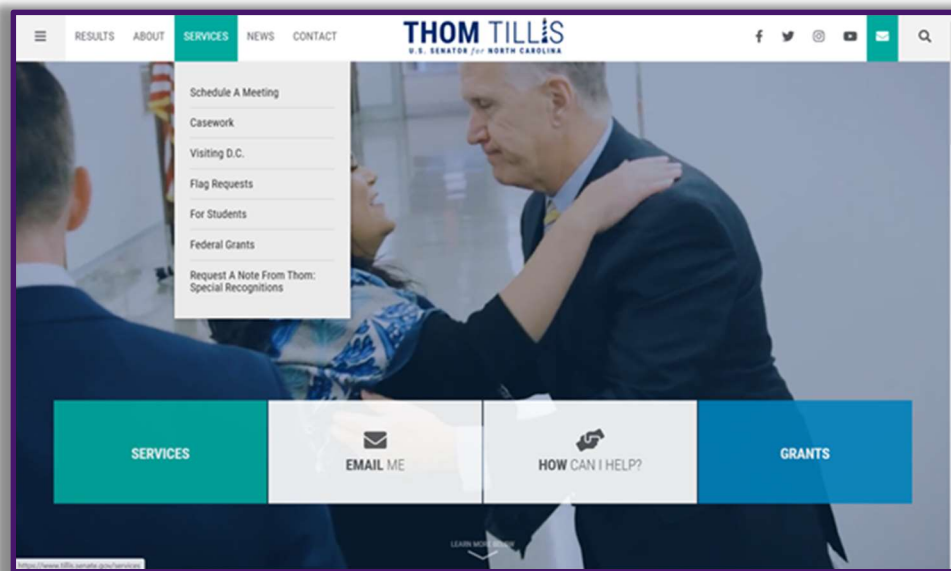 RESULTS ABOUT SERVICES NEWS CONTACT
THOM TILLIS
U.S. SENATOR for NORTH CAROLINA
Schedule A Meeting
Casework
Visiting D.C.
Flag Requests
For Students
Federal Grants
Request A Note From Thom:
Special Recognitions
SERVICES
EMAIL ME
HOW CAN I HELP?
GRANTS
LEARN MORE BELOW
https://www.tillis.senate.gov/services